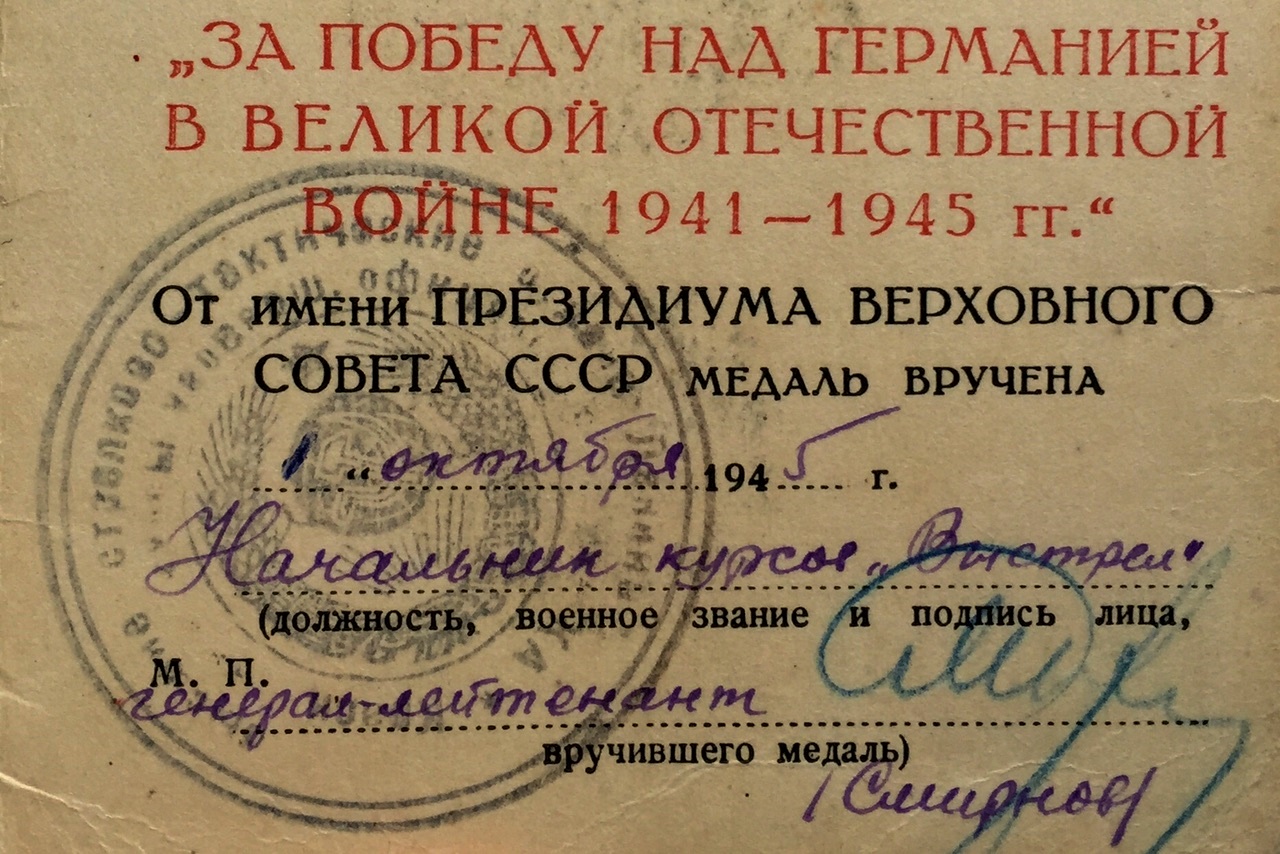 „ЗА ПОБЕДУ НАД ГЕРМАНИЕЙ
В ВЕЛИКОЙ ОТЕЧЕСТВЕННОЙ
ВОЙНЕ 1941—1945 гг.“
От имени ПРЕЗИДИУМА ВЕРХОВНОГО
СОВЕТА СССР МЕДАЛЬ ВРУЧЕНА
1 “ октября 1945 г.
Начальник курсов „Выстрел“
(должность, военное звание и подпись лица,
М. П.
генерал-лейтенант
вручившего медаль)
(Смирнов)